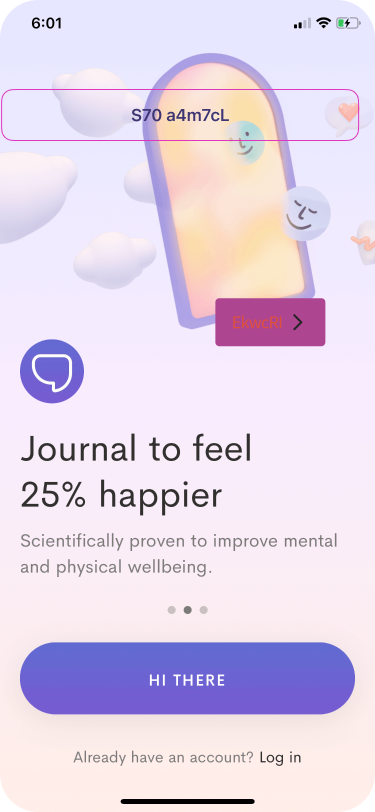 6:01
S70 a4m7cL
EkwcRl
Journal to feel
25% happier
Scientifically proven to improve mental
and physical wellbeing.
HI THERE
Already have an account? Log in